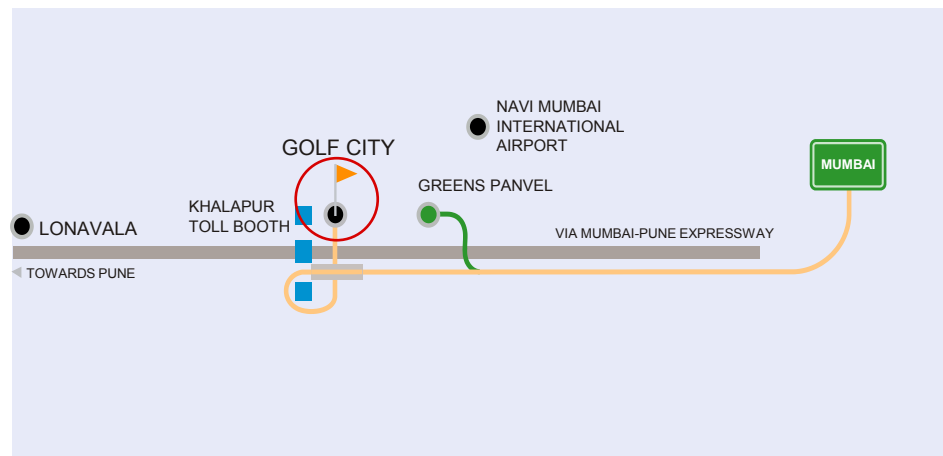 NAVI MUMBAI
INTERNATIONAL
AIRPORT
GOLF CITY
MUMBAI
GREENS PANVEL
KHALAPUR
TOLL BOOTH
LONAVALA
VIA MUMBAI-PUNE EXPRESSWAY
TOWARDS PUNE